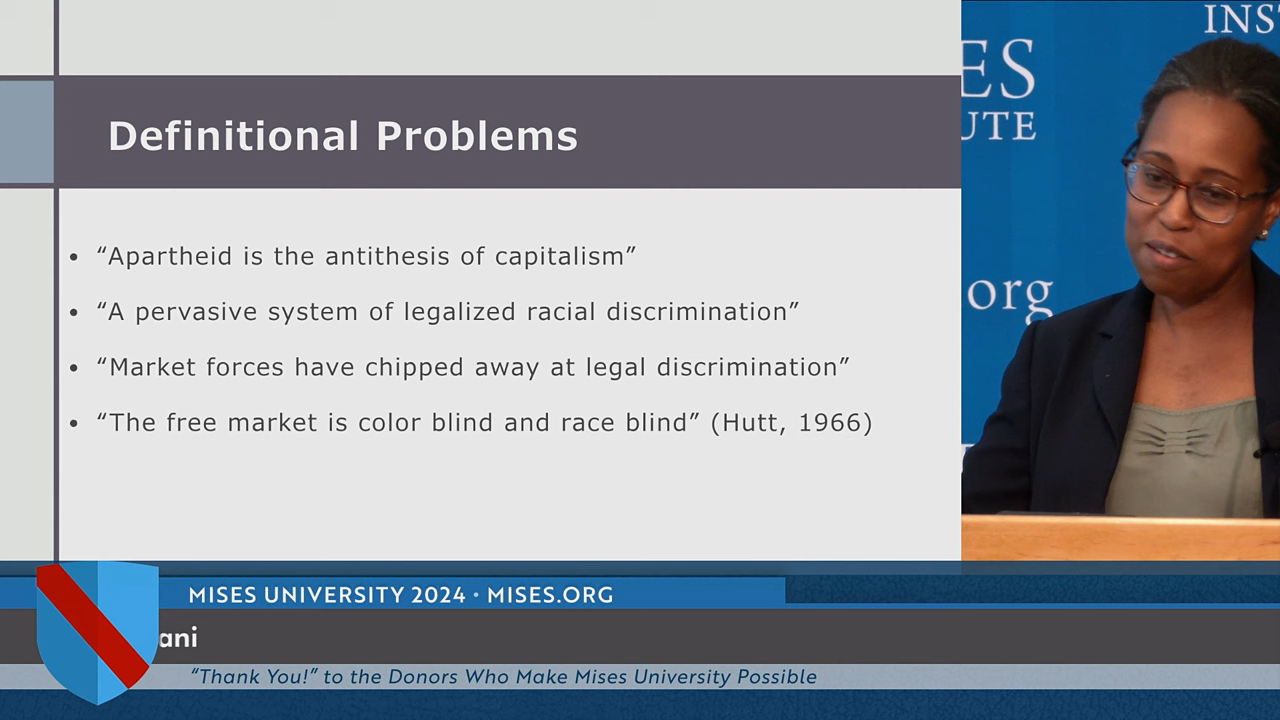 Definitional Problems
• “Apartheid is the antithesis of capitalism”
• “A pervasive system of legalized racial discrimination”
• “Market forces have chipped away at legal discrimination”
• “The free market is color blind and race blind” (Hutt, 1966)
INS
ES
UTE
org
MISES UNIVERSITY 2024 • MISES.ORG
ani
“Thank You!” to the Donors Who Make Mises University Possible